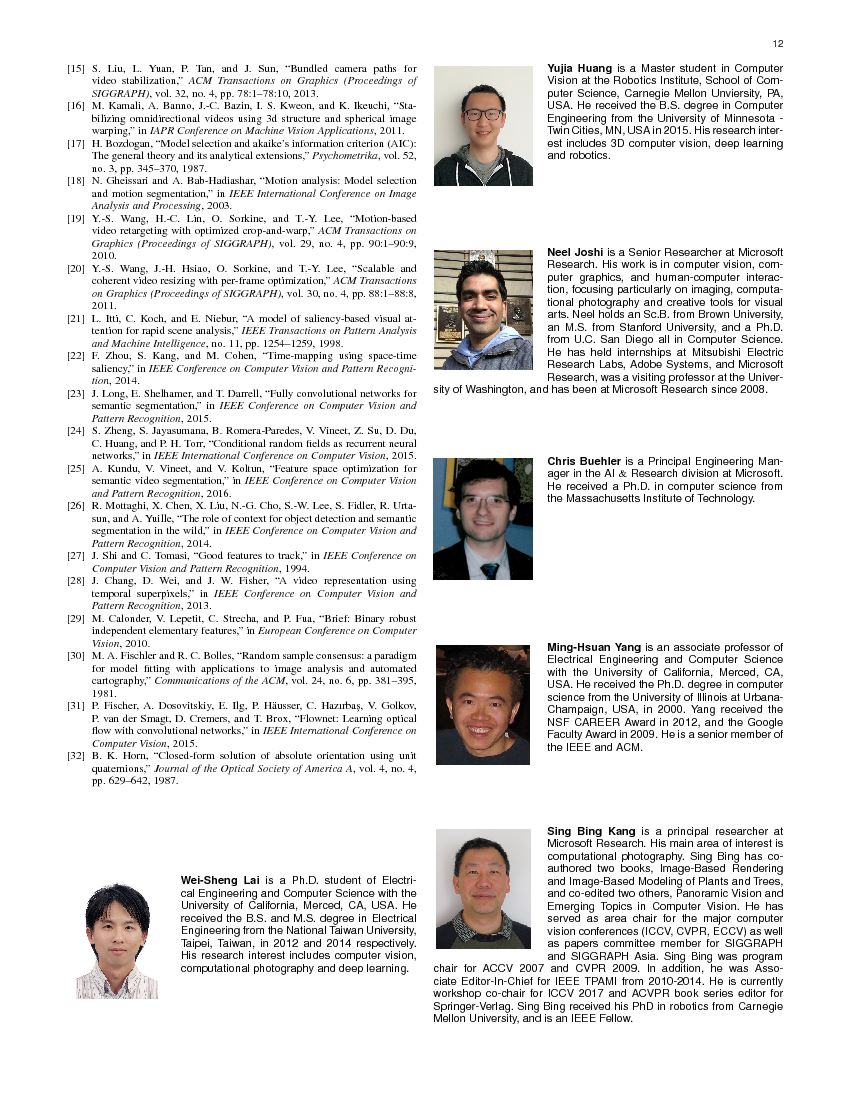 12
[15] S. Liu, L. Yuan, P. Tan, and J. Sun, “Bundled camera paths for
video stabilization,” ACM Transactions on Graphics (Proceedings of
SIGGRAPH), vol. 32, no. 4, pp. 78:1–78:10, 2013.
[16] M. Kamali, A. Banno, J.-C. Bazin, I. S. Kweon, and K. Ikeuchi, “Sta-
bilizing omnidirectional videos using 3d structure and spherical image
warping,” in IAPR Conference on Machine Vision Applications, 2011.
[17] H. Bozdogan, “Model selection and akaike’s information criterion (AIC):
The general theory and its analytical extensions,” Psychometrika, vol. 52,
no. 3, pp. 345–370, 1987.
[18] N. Gheissari and A. Bab-Hadiashar, “Motion analysis: Model selection
and motion segmentation,” in IEEE International Conference on Image
Analysis and Processing, 2003.
[19] Y.-S. Wang, H.-C. Lin, O. Sorkine, and T.-Y. Lee, “Motion-based
video retargeting with optimized crop-and-warp,” ACM Transactions on
Graphics (Proceedings of SIGGRAPH), vol. 29, no. 4, pp. 90:1–90:9,
2010.
[20] Y.-S. Wang, J.-H. Hsiao, O. Sorkine, and T.-Y. Lee, “Scalable and
coherent video resizing with per-frame optimization,” ACM Transactions
on Graphics (Proceedings of SIGGRAPH), vol. 30, no. 4, pp. 88:1–88:8,
2011.
[21] L. Itti, C. Koch, and E. Niebur, “A model of saliency-based visual at-
tention for rapid scene analysis,” IEEE Transactions on Pattern Analysis
and Machine Intelligence, no. 11, pp. 1254–1259, 1998.
[22] F. Zhou, S. Kang, and M. Cohen, “Time-mapping using space-time
saliency,” in IEEE Conference on Computer Vision and Pattern Recogni-
tion, 2014.
[23] J. Long, E. Shelhamer, and T. Darrell, “Fully convolutional networks for
semantic segmentation,” in IEEE Conference on Computer Vision and
Pattern Recognition, 2015.
[24] S. Zheng, S. Jayasumana, B. Romera-Paredes, V. Vineet, Z. Su, D. Du,
C. Huang, and P. H. Torr, “Conditional random fields as recurrent neural
networks,” in IEEE International Conference on Computer Vision, 2015.
[25] A. Kundu, V. Vineet, and V. Koltun, “Feature space optimization for
semantic video segmentation,” in IEEE Conference on Computer Vision
and Pattern Recognition, 2016.
[26] R. Mottaghi, X. Chen, X. Liu, N.-G. Cho, S.-W. Lee, S. Fidler, R. Urta-
sun, and A. Yuille, “The role of context for object detection and semantic
segmentation in the wild,” in IEEE Conference on Computer Vision and
Pattern Recognition, 2014.
[27] J. Shi and C. Tomasi, “Good features to track,” in IEEE Conference on
Computer Vision and Pattern Recognition, 1994.
[28] J. Chang, D. Wei, and J. W. Fisher, “A video representation using
temporal superpixels,” in IEEE Conference on Computer Vision and
Pattern Recognition, 2013.
[29] M. Calonder, V. Lepetit, C. Strecha, and P. Fua, “Brief: Binary robust
independent elementary features,” in European Conference on Computer
Vision, 2010.
[30] M. A. Fischler and R. C. Bolles, “Random sample consensus: a paradigm
for model fitting with applications to image analysis and automated
cartography,” Communications of the ACM, vol. 24, no. 6, pp. 381–395,
1981.
[31] P. Fischer, A. Dosovitskiy, E. Ilg, P. Häusser, C. Hazırbaş, V. Golkov,
P. van der Smagt, D. Cremers, and T. Brox, “Flownet: Learning optical
flow with convolutional networks,” in IEEE International Conference on
Computer Vision, 2015.
[32] B. K. Horn, “Closed-form solution of absolute orientation using unit
quaternions,” Journal of the Optical Society of America A, vol. 4, no. 4,
pp. 629–642, 1987.
Wei-Sheng Lai is a Ph.D. student of Electri-
cal Engineering and Computer Science with the
University of California, Merced, CA, USA. He
received the B.S. and M.S. degree in Electrical
Engineering from the National Taiwan University,
Taipei, Taiwan, in 2012 and 2014 respectively.
His research interest includes computer vision,
computational photography and deep learning.
Yujia Huang is a Master student in Computer
Vision at the Robotics Institute, School of Com-
puter Science, Carnegie Mellon Unviersity, PA,
USA. He received the B.S. degree in Computer
Engineering from the University of Minnesota -
Twin Cities, MN, USA in 2015. His research inter-
est includes 3D computer vision, deep learning
and robotics.
Neel Joshi is a Senior Researcher at Microsoft
Research. His work is in computer vision, com-
puter graphics, and human-computer interac-
tion, focusing particularly on imaging, computa-
tional photography and creative tools for visual
arts. Neel holds an Sc.B. from Brown University,
an M.S. from Stanford University, and a Ph.D.
from U.C. San Diego all in Computer Science.
He has held internships at Mitsubishi Electric
Research Labs, Adobe Systems, and Microsoft
Research, was a visiting professor at the Univer-
sity of Washington, and has been at Microsoft Research since 2008.
Chris Buehler is a Principal Engineering Man-
ager in the AI & Research division at Microsoft.
He received a Ph.D. in computer science from
the Massachusetts Institute of Technology.
Ming-Hsuan Yang is an associate professor of
Electrical Engineering and Computer Science
with the University of California, Merced, CA,
USA. He received the Ph.D. degree in computer
science from the University of Illinois at Urbana-
Champaign, USA, in 2000. Yang received the
NSF CAREER Award in 2012, and the Google
Faculty Award in 2009. He is a senior member of
the IEEE and ACM.
Sing Bing Kang is a principal researcher at
Microsoft Research. His main area of interest is
computational photography. Sing Bing has co-
authored two books, Image-Based Rendering
and Image-Based Modeling of Plants and Trees,
and co-edited two others, Panoramic Vision and
Emerging Topics in Computer Vision. He has
served as area chair for the major computer
vision conferences (ICCV, CVPR, ECCV) as well
as papers committee member for SIGGRAPH
and SIGGRAPH Asia. Sing Bing was program
chair for ACCV 2007 and CVPR 2009. In addition, he was Asso-
ciate Editor-In-Chief for IEEE TPAMI from 2010-2014. He is currently
workshop co-chair for ICCV 2017 and ACVPR book series editor for
Springer-Verlag. Sing Bing received his PhD in robotics from Carnegie
Mellon University, and is an IEEE Fellow.